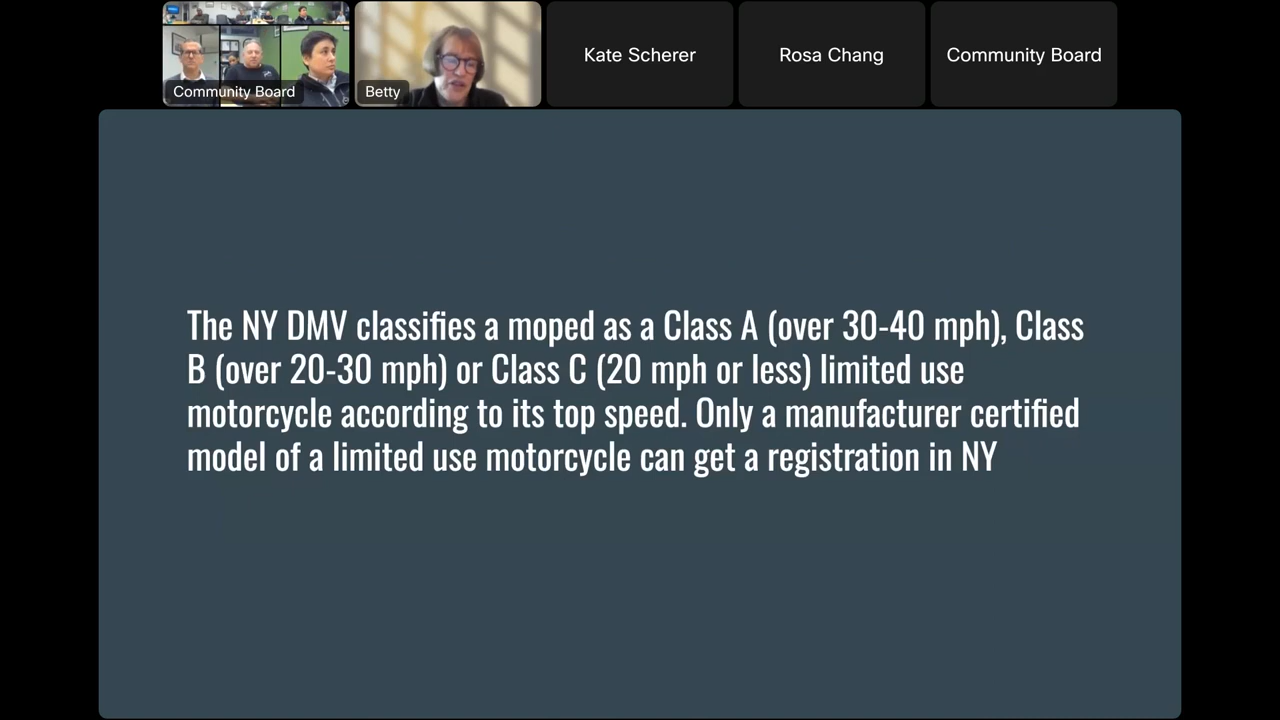 Community Board
Betty
Kate Scherer
Rosa Chang
Community Board
The NY DMV classifies a moped as a Class A (over 30-40 mph), Class
B (over 20-30 mph) or Class C (20 mph or less) limited use
motorcycle according to its top speed. Only a manufacturer certified
model of a limited use motorcycle can get a registration in NY